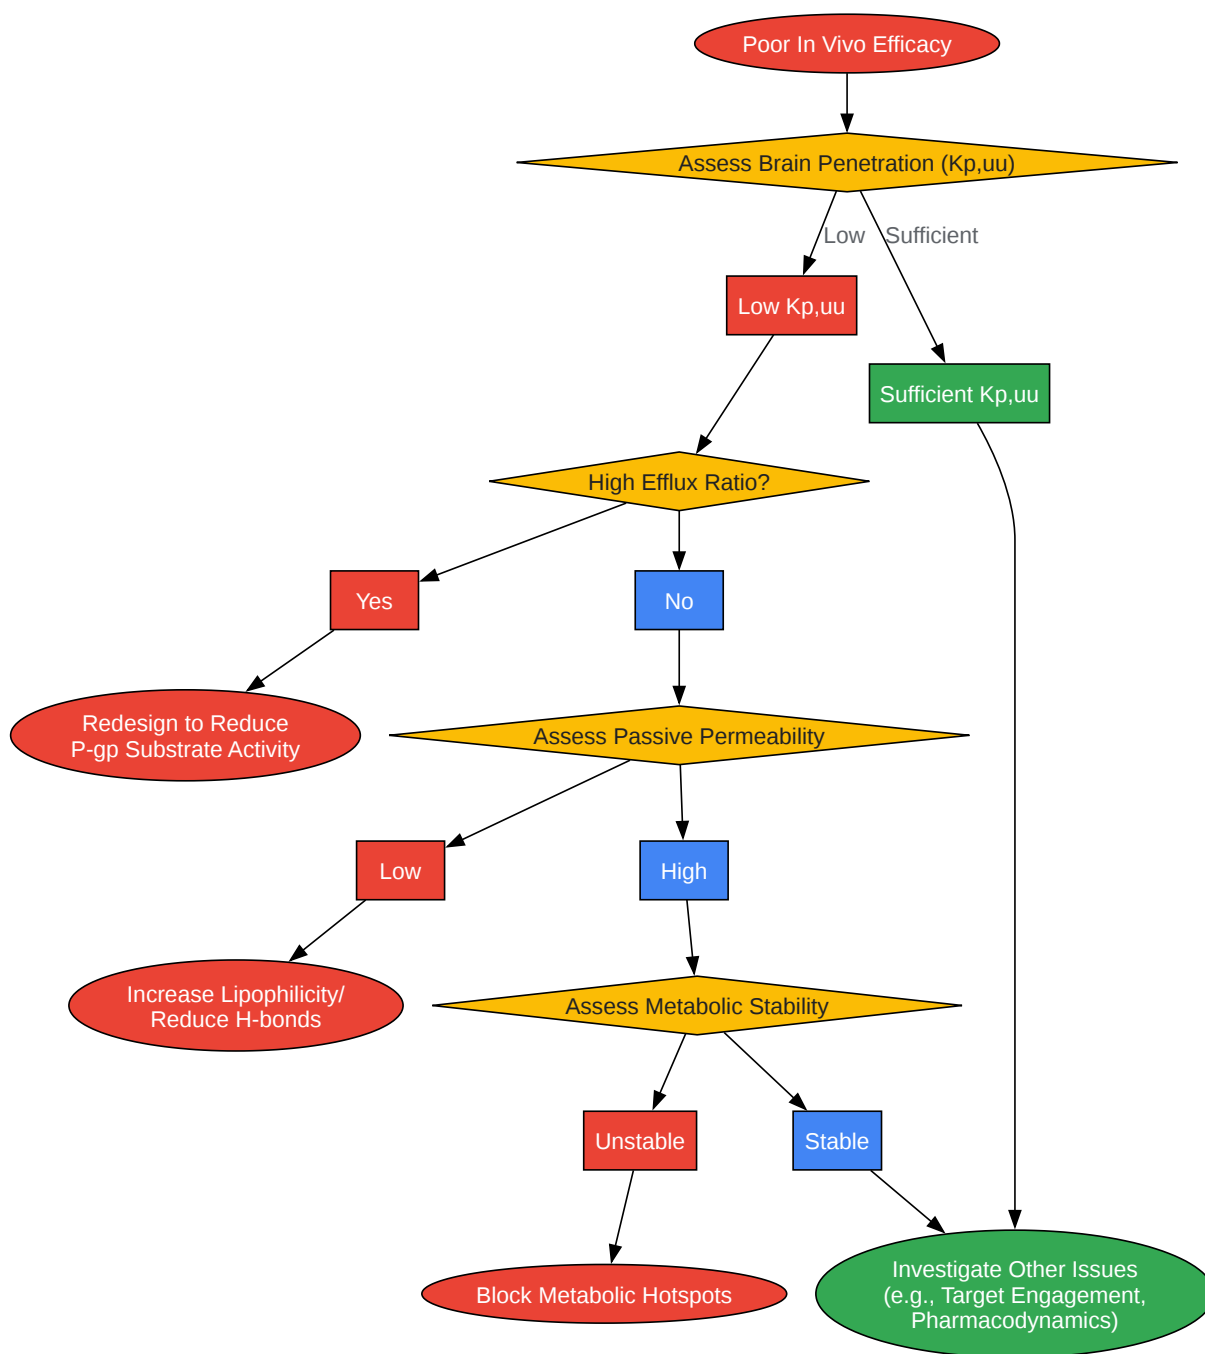 Poor In Vivo Efficacy
Assess Brain Penetration (Kp,uu)
Low
Sufficient
Low Kp,uu
Sufficient Kp,uu
High Efflux Ratio?
Yes
No
Redesign to Reduce
P-gp Substrate Activity
Assess Passive Permeability
Low
High
Increase Lipophilicity/
Reduce H-bonds
Assess Metabolic Stability
Unstable
Stable
Block Metabolic Hotspots
Investigate Other Issues
(e.g., Target Engagement,
Pharmacodynamics)